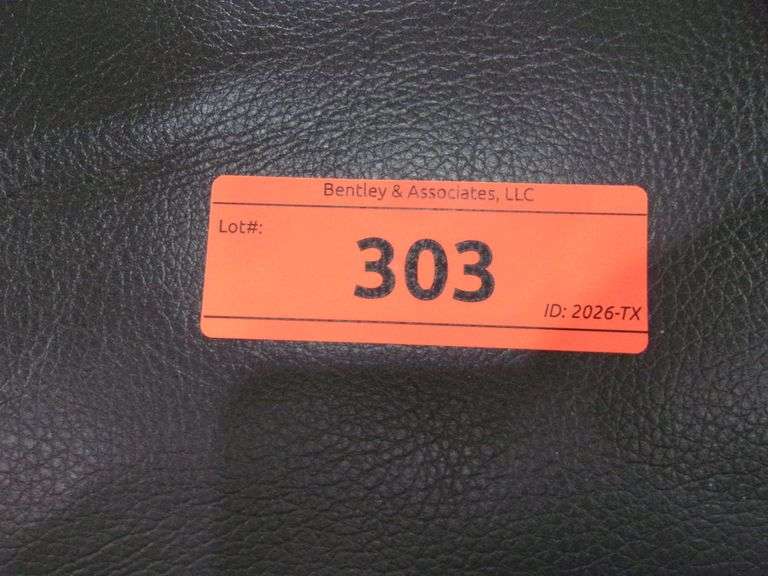 Bentley & Associates, LLC
Lot#:
303
ID: 2026-TX